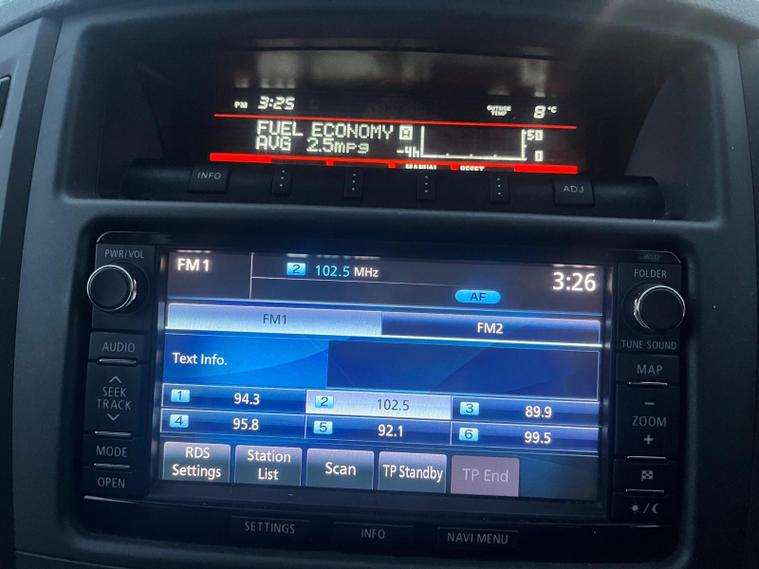 PM 3:25 OUTSIDE TEMP 8°C
FUEL ECONOMY A 50
AVG 2.5mpg -4h 0
MANUAL RESET
INFO ADJ
PWR/VOL
FOLDER
FM1 2 102.5 MHz 3:26
AF
FM1 FM2
TUNE SOUND
AUDIO
Text Info.
MAP
SEEK
TRACK
1 94.3 2 102.5 3 89.9
4 95.8 5 92.1 6 99.5
−
ZOOM
+
MODE
RDS Station Scan TP Standby TP End
Settings List
OPEN
SETTINGS INFO NAVI MENU